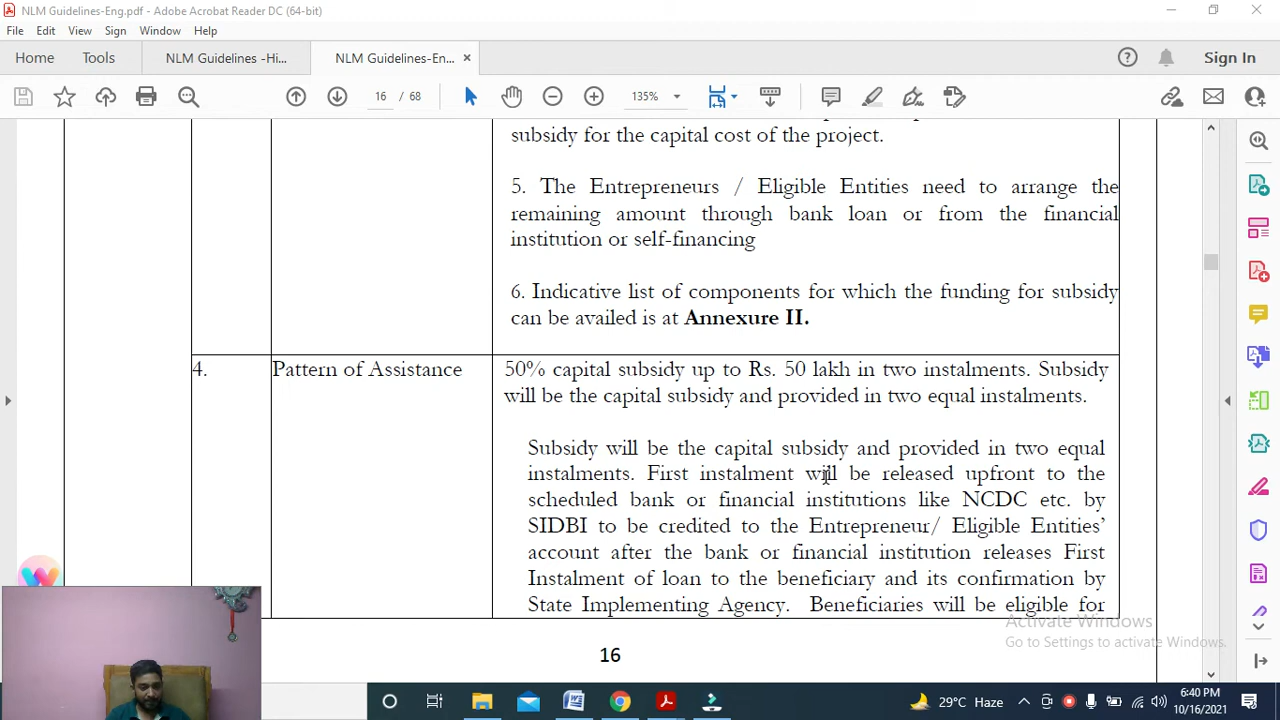 NLM Guidelines-Eng.pdf - Adobe Acrobat Reader DC (64-bit)
File Edit View Sign Window Help
Home Tools NLM Guidelines -Hi... NLM Guidelines-En... × Sign In
16 / 68 135%
subsidy for the capital cost of the project.
5. The Entrepreneurs / Eligible Entities need to arrange the
remaining amount through bank loan or from the financial
institution or self-financing
6. Indicative list of components for which the funding for subsidy
can be availed is at Annexure II.
4. Pattern of Assistance 50% capital subsidy up to Rs. 50 lakh in two instalments. Subsidy
will be the capital subsidy and provided in two equal instalments.
Subsidy will be the capital subsidy and provided in two equal
instalments. First instalment will be released upfront to the
scheduled bank or financial institutions like NCDC etc. by
SIDBI to be credited to the Entrepreneur/ Eligible Entities’
account after the bank or financial institution releases First
Instalment of loan to the beneficiary and its confirmation by
State Implementing Agency. Beneficiaries will be eligible for
Activate Windows
Go to Settings to activate Windows.
16
29°C Haze 6:40 PM
10/16/2021